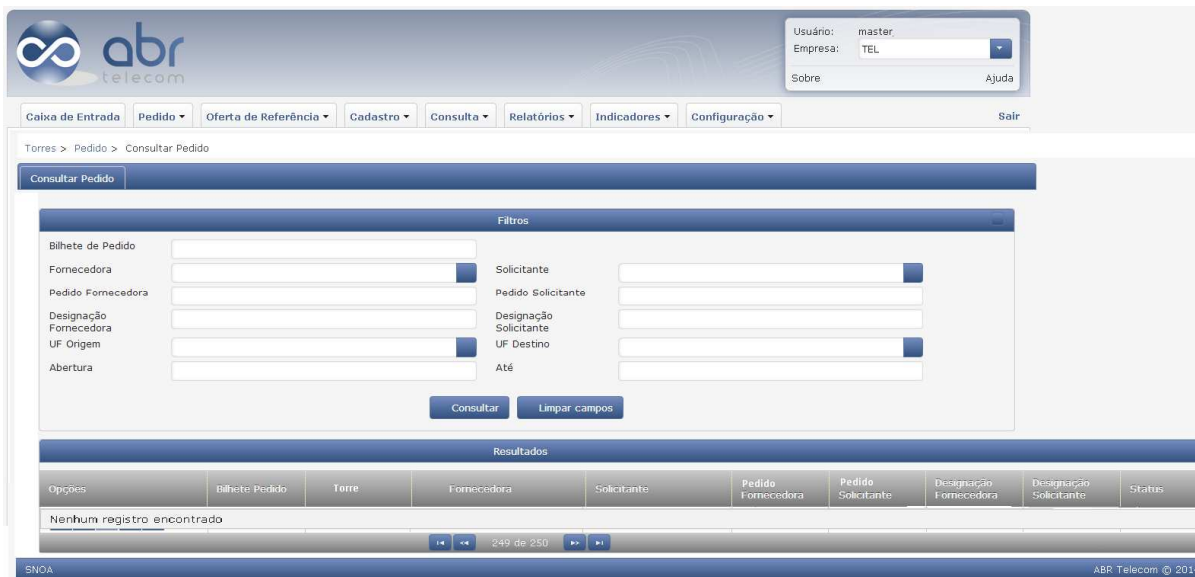 abr
telecom
Usuário: master
Empresa: TEL
Sobre Ajuda
Caixa de Entrada Pedido Oferta de Referência Cadastro Consulta Relatórios Indicadores Configuração Sair
Torres > Pedido > Consultar Pedido
Consultar Pedido
Filtros
Bilhete de Pedido
Fornecedora Solicitante
Pedido Fornecedora Pedido Solicitante
Designação Fornecedora Designação Solicitante
UF Origem UF Destino
Abertura Até
Consultar Limpar campos
Resultados
Opções Bilhete Pedido Torre Fornecedora Solicitante Pedido Fornecedora Pedido Solicitante Designação Fornecedora Designação Solicitante Status
Nenhum registro encontrado
249 de 250
SNOA ABR Telecom ©